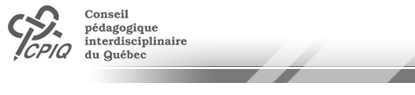 CPIQ
Conseil
pédagogique
interdisciplinaire
du Québec